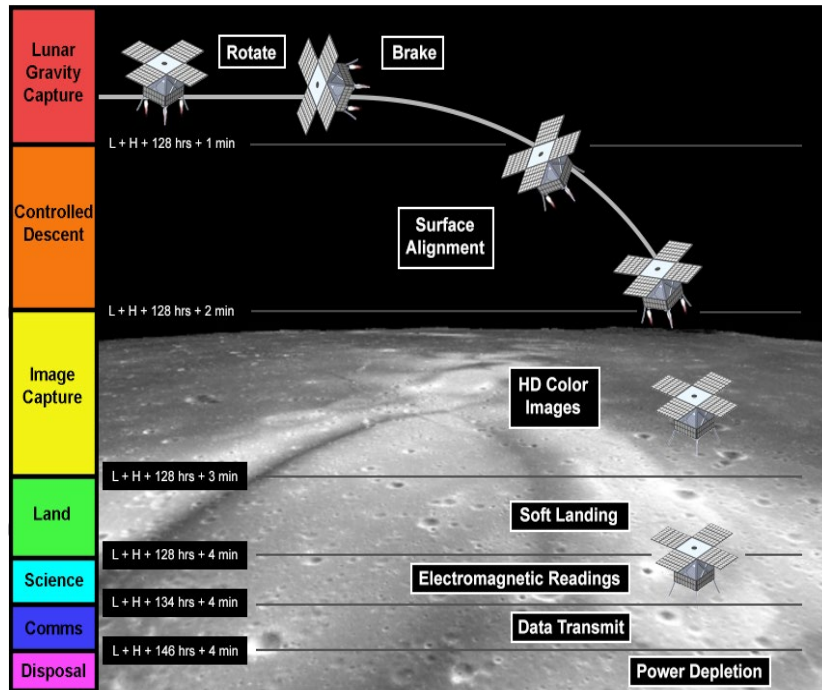 Lunar
Gravity
Capture
Rotate
Brake
L + H + 128 hrs + 1 min
Controlled
Descent
Surface
Alignment
L + H + 128 hrs + 2 min
Image
Capture
HD Color
Images
L + H + 128 hrs + 3 min
Land
Soft Landing
L + H + 128 hrs + 4 min
Science
Electromagnetic Readings
L + H + 134 hrs + 4 min
Comms
Data Transmit
L + H + 146 hrs + 4 min
Disposal
Power Depletion